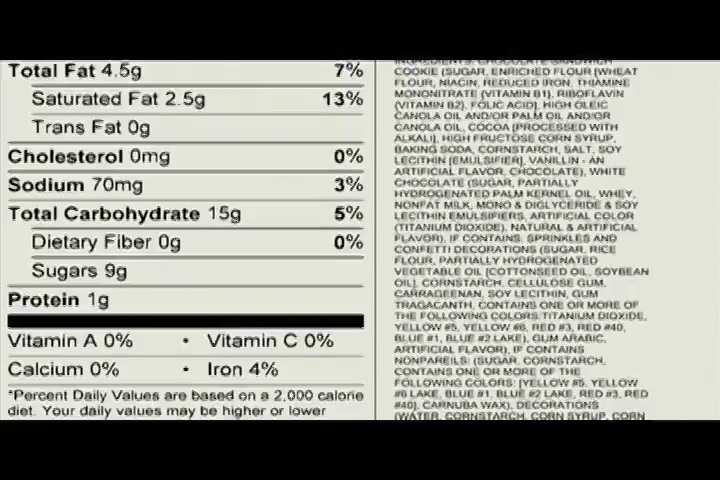 Total Fat 4.5g 7%
Saturated Fat 2.5g 13%
Trans Fat 0g
Cholesterol 0mg 0%
Sodium 70mg 3%
Total Carbohydrate 15g 5%
Dietary Fiber 0g 0%
Sugars 9g
Protein 1g
Vitamin A 0% • Vitamin C 0%
Calcium 0% • Iron 4%
*Percent Daily Values are based on a 2,000 calorie
diet. Your daily values may be higher or lower
INGREDIENTS: CHOCOLATE SANDWICH
COOKIE (SUGAR, ENRICHED FLOUR [WHEAT
FLOUR, NIACIN, REDUCED IRON, THIAMINE
MONONITRATE (VITAMIN B1), RIBOFLAVIN
(VITAMIN B2), FOLIC ACID], HIGH OLEIC
CANOLA OIL AND/OR PALM OIL AND/OR
CANOLA OIL, COCOA [PROCESSED WITH
ALKALI], HIGH FRUCTOSE CORN SYRUP,
BAKING SODA, CORNSTARCH, SALT, SOY
LECITHIN [EMULSIFIER], VANILLIN - AN
ARTIFICIAL FLAVOR, CHOCOLATE), WHITE
CHOCOLATE (SUGAR, PARTIALLY
HYDROGENATED PALM KERNEL OIL, WHEY,
NONFAT MILK, MONO & DIGLYCERIDE & SOY
LECITHIN EMULSIFIERS, ARTIFICIAL COLOR
(TITANIUM DIOXIDE), NATURAL & ARTIFICIAL
FLAVOR), IF CONTAINS: SPRINKLES AND
CONFETTI DECORATIONS (SUGAR, RICE
FLOUR, PARTIALLY HYDROGENATED
VEGETABLE OIL [COTTONSEED OIL, SOYBEAN
OIL], CORNSTARCH, CELLULOSE GUM,
CARRAGEENAN, SOY LECITHIN, GUM
TRAGACANTH, CONTAINS ONE OR MORE OF
THE FOLLOWING COLORS:TITANIUM DIOXIDE,
YELLOW #5, YELLOW #6, RED #3, RED #40,
BLUE #1, BLUE #2 LAKE), GUM ARABIC,
ARTIFICIAL FLAVOR), IF CONTAINS
NONPAREILS: (SUGAR, CORNSTARCH,
CONTAINS ONE OR MORE OF THE
FOLLOWING COLORS: [YELLOW #5, YELLOW
#6 LAKE, BLUE #1, BLUE #2 LAKE, RED #3, RED
#40], CARNUBA WAX), DECORATIONS
(WATER, CORNSTARCH, CORN SYRUP, CORN